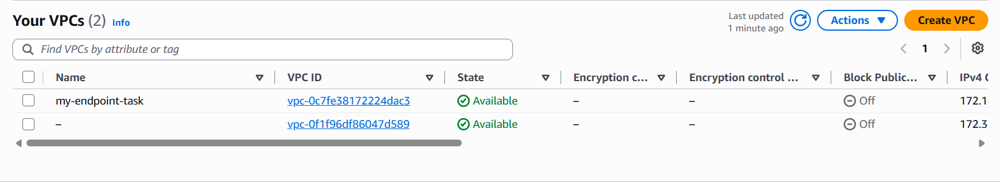 Your VPCs (2) Info
Last updated
1 minute ago
Actions
Create VPC
Find VPCs by attribute or tag
1
Name VPC ID State Encryption c... Encryption control ... Block Public... IPv4
my-endpoint-task vpc-0c7fe38172224dac3 Available – – Off 172.1
– vpc-0f1f96df86047d589 Available – – Off 172.3